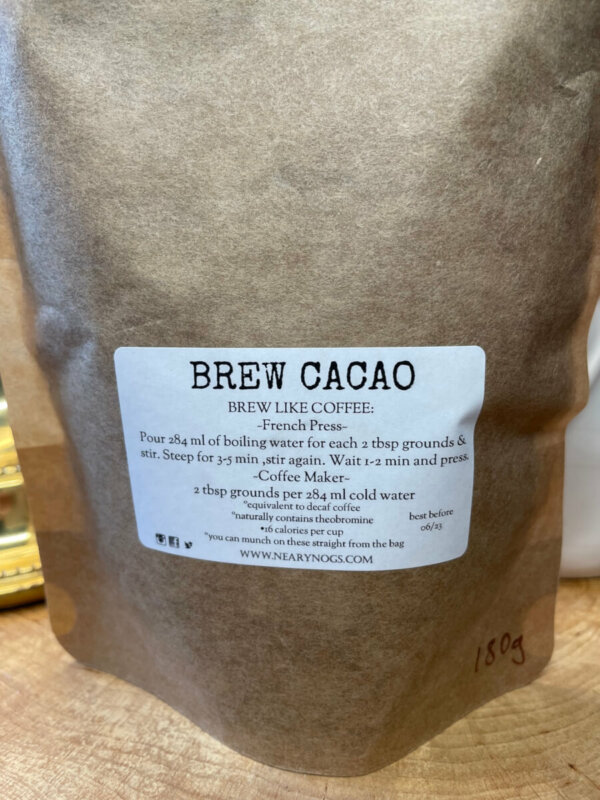 BREW CACAO
BREW LIKE COFFEE:
-French Press-
Pour 284 ml of boiling water for each 2 tbsp grounds &
stir. Steep for 3-5 min ,stir again. Wait 1-2 min and press.
-Coffee Maker-
2 tbsp grounds per 284 ml cold water
*equivalent to decaf coffee
*naturally contains theobromine
•16 calories per cup
*you can munch on these straight from the bag
best before
06/23
WWW.NEARYNOGS.COM
180g